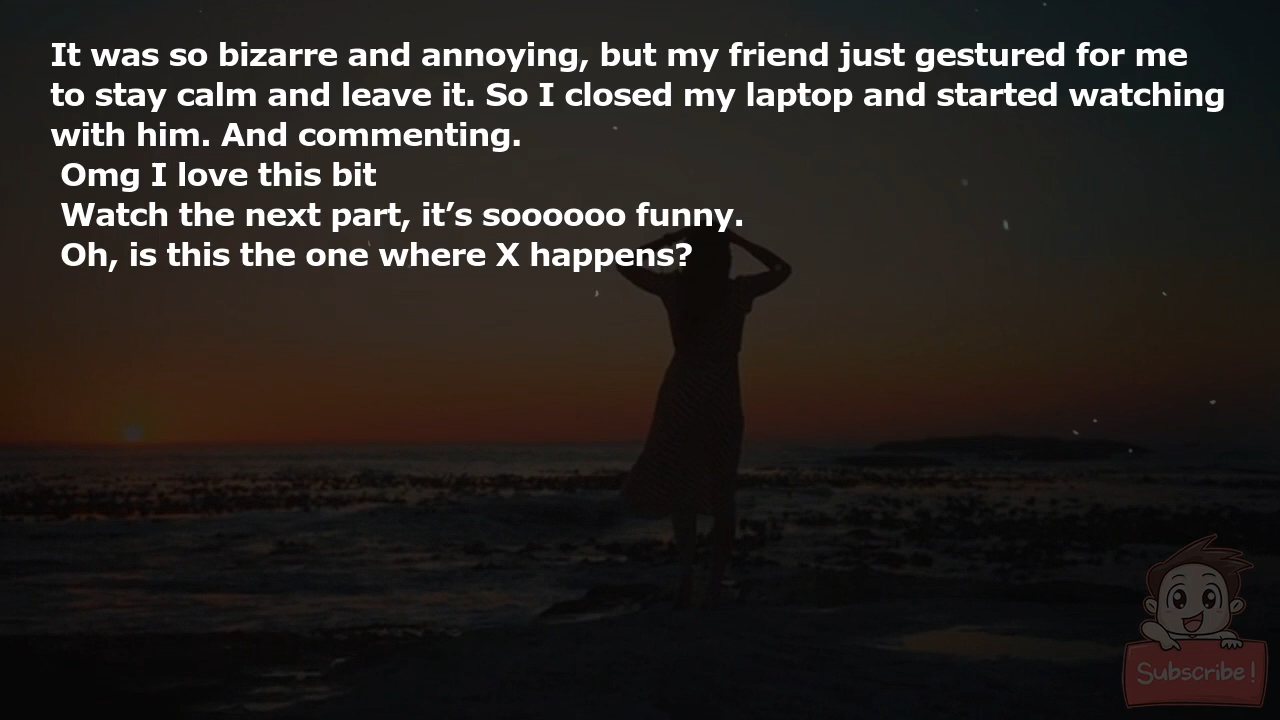 It was so bizarre and annoying, but my friend just gestured for me
to stay calm and leave it. So I closed my laptop and started watching
with him. And commenting.
Omg I love this bit
Watch the next part, it’s soooooo funny.
Oh, is this the one where X happens?
Subscribe!